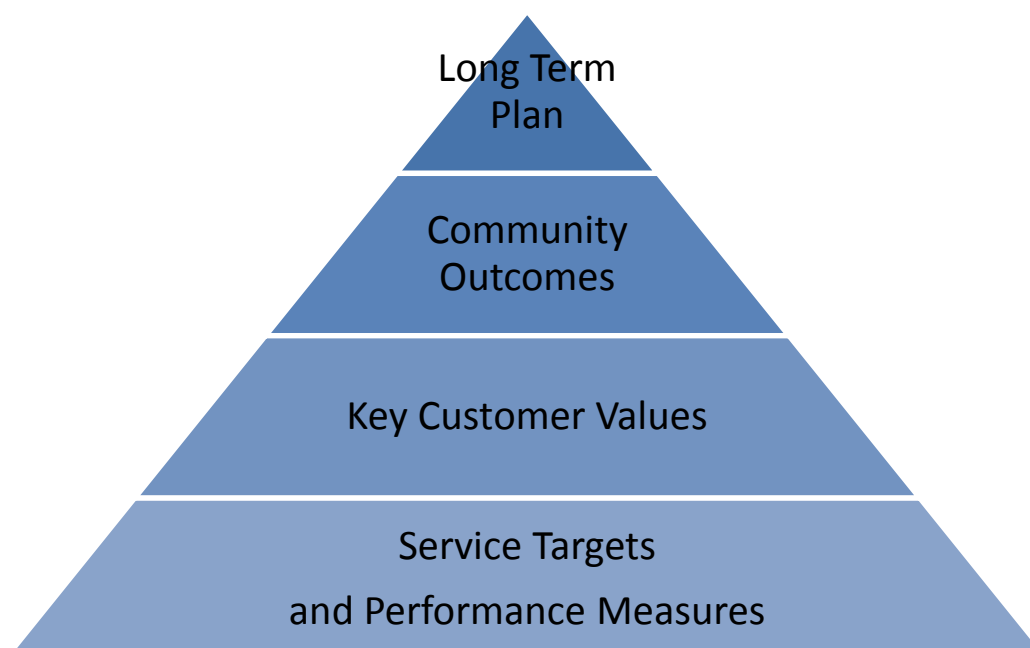 Long Term
Plan
Community
Outcomes
Key Customer Values
Service Targets
and Performance Measures